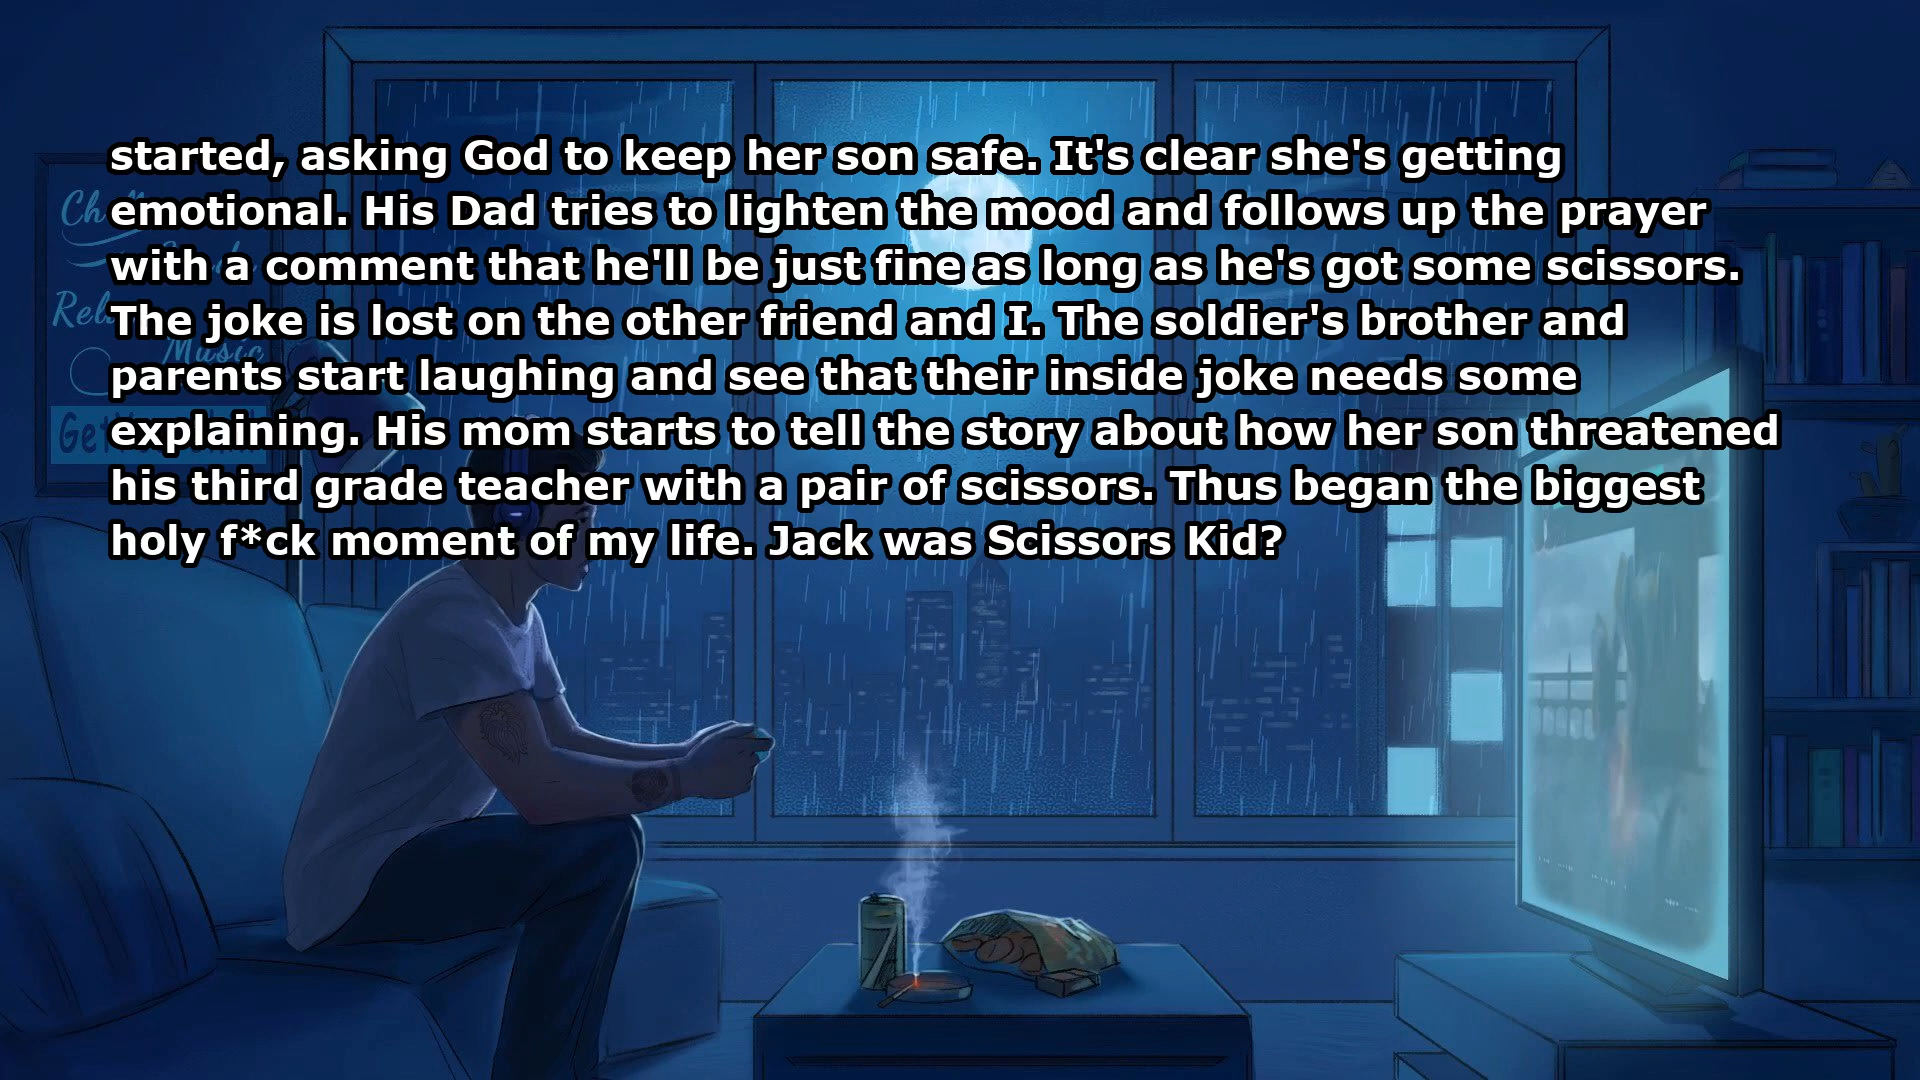 started, asking God to keep her son safe. It's clear she's getting
emotional. His Dad tries to lighten the mood and follows up the prayer
with a comment that he'll be just fine as long as he's got some scissors.
The joke is lost on the other friend and I. The soldier's brother and
parents start laughing and see that their inside joke needs some
explaining. His mom starts to tell the story about how her son threatened
his third grade teacher with a pair of scissors. Thus began the biggest
holy f*ck moment of my life. Jack was Scissors Kid?
Music